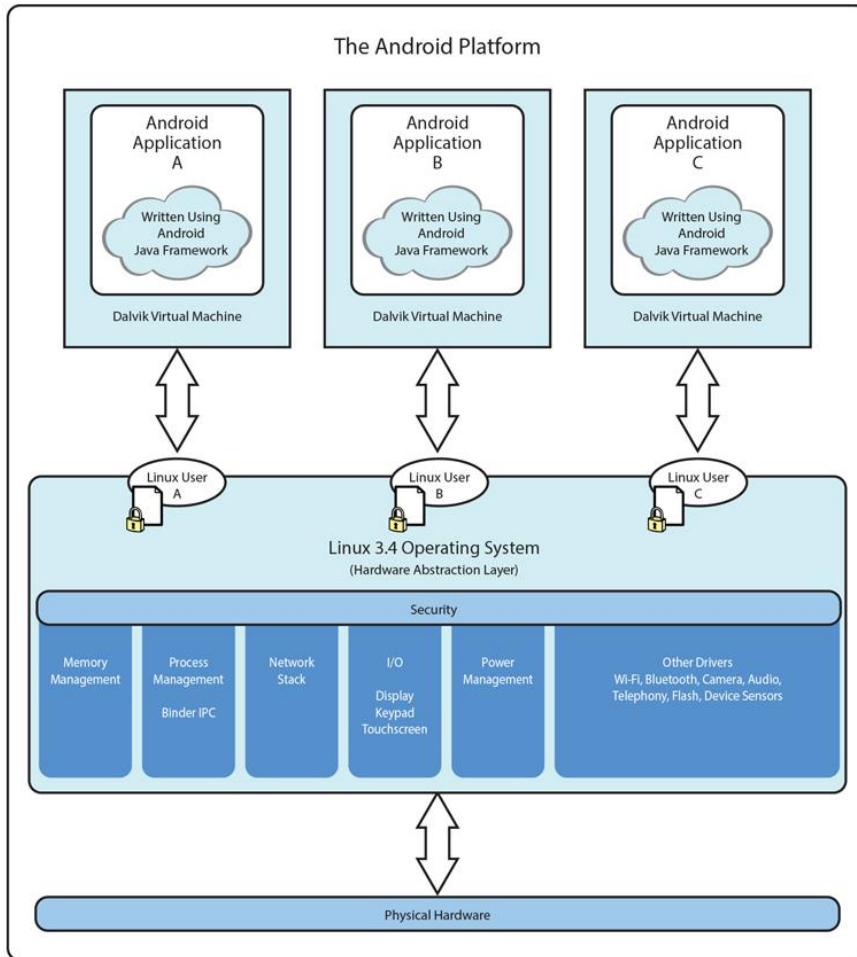 The Android Platform
Android
Application
A
Written Using
Android
Java Framework
Dalvik Virtual Machine
Android
Application
B
Written Using
Android
Java Framework
Dalvik Virtual Machine
Android
Application
C
Written Using
Android
Java Framework
Dalvik Virtual Machine
Linux User
A
Linux User
B
Linux User
C
Linux 3.4 Operating System
(Hardware Abstraction Layer)
Security
Memory
Management
Process
Management
Binder IPC
Network
Stack
I/O
Display
Keypad
Touchscreen
Power
Management
Other Drivers
Wi-Fi, Bluetooth, Camera, Audio,
Telephony, Flash, Device Sensors
Physical Hardware